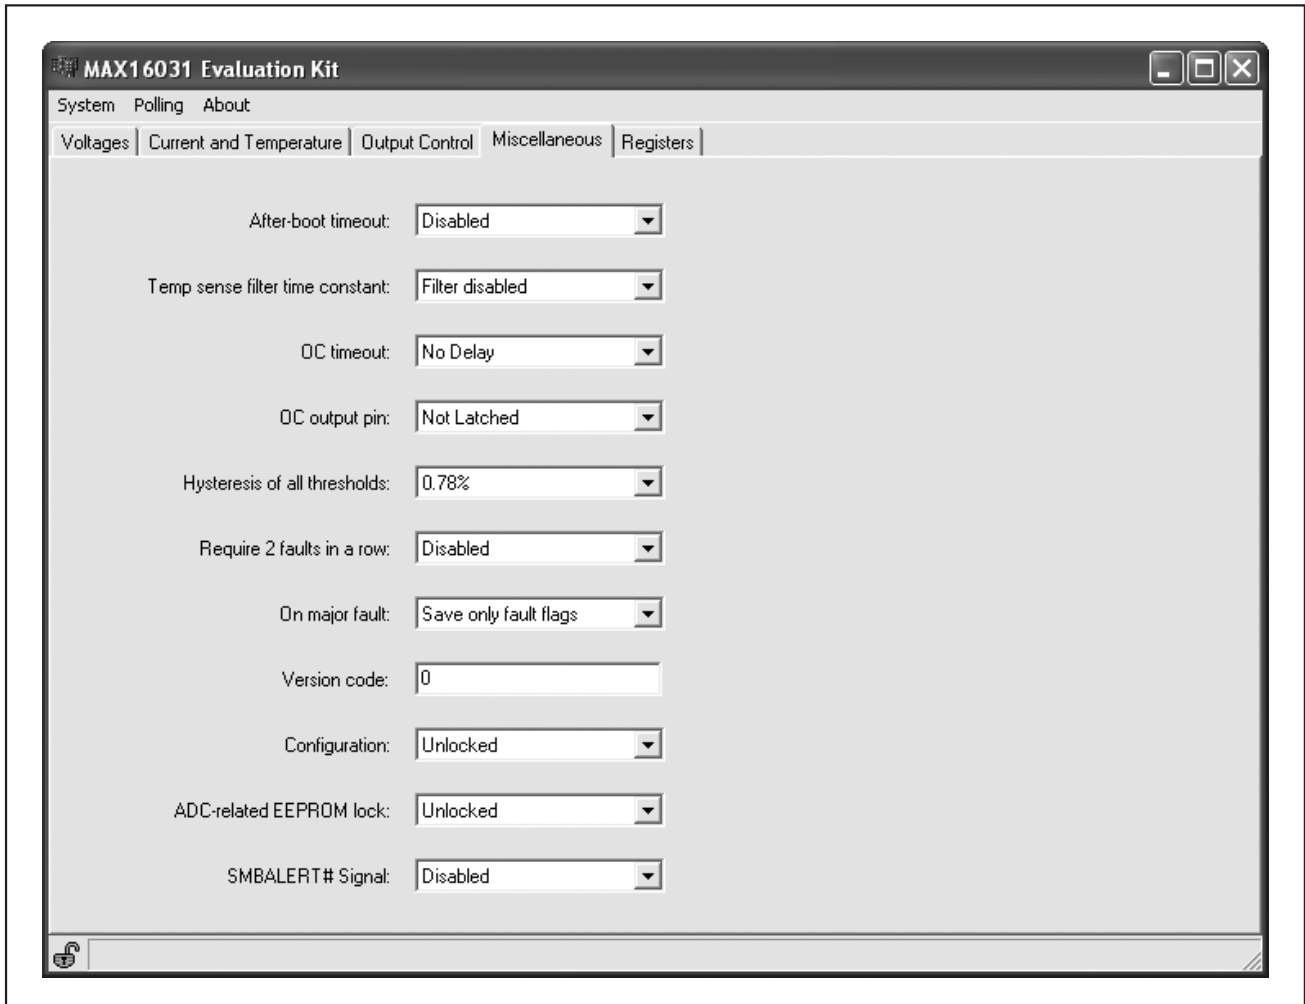 MAX16031 Evaluation Kit
System Polling About
Voltages Current and Temperature Output Control Miscellaneous Registers
After-boot timeout: Disabled
Temp sense filter time constant: Filter disabled
OC timeout: No Delay
OC output pin: Not Latched
Hysteresis of all thresholds: 0.78%
Require 2 faults in a row: Disabled
On major fault: Save only fault flags
Version code: 0
Configuration: Unlocked
ADC-related EEPROM lock: Unlocked
SMBALERT# Signal: Disabled